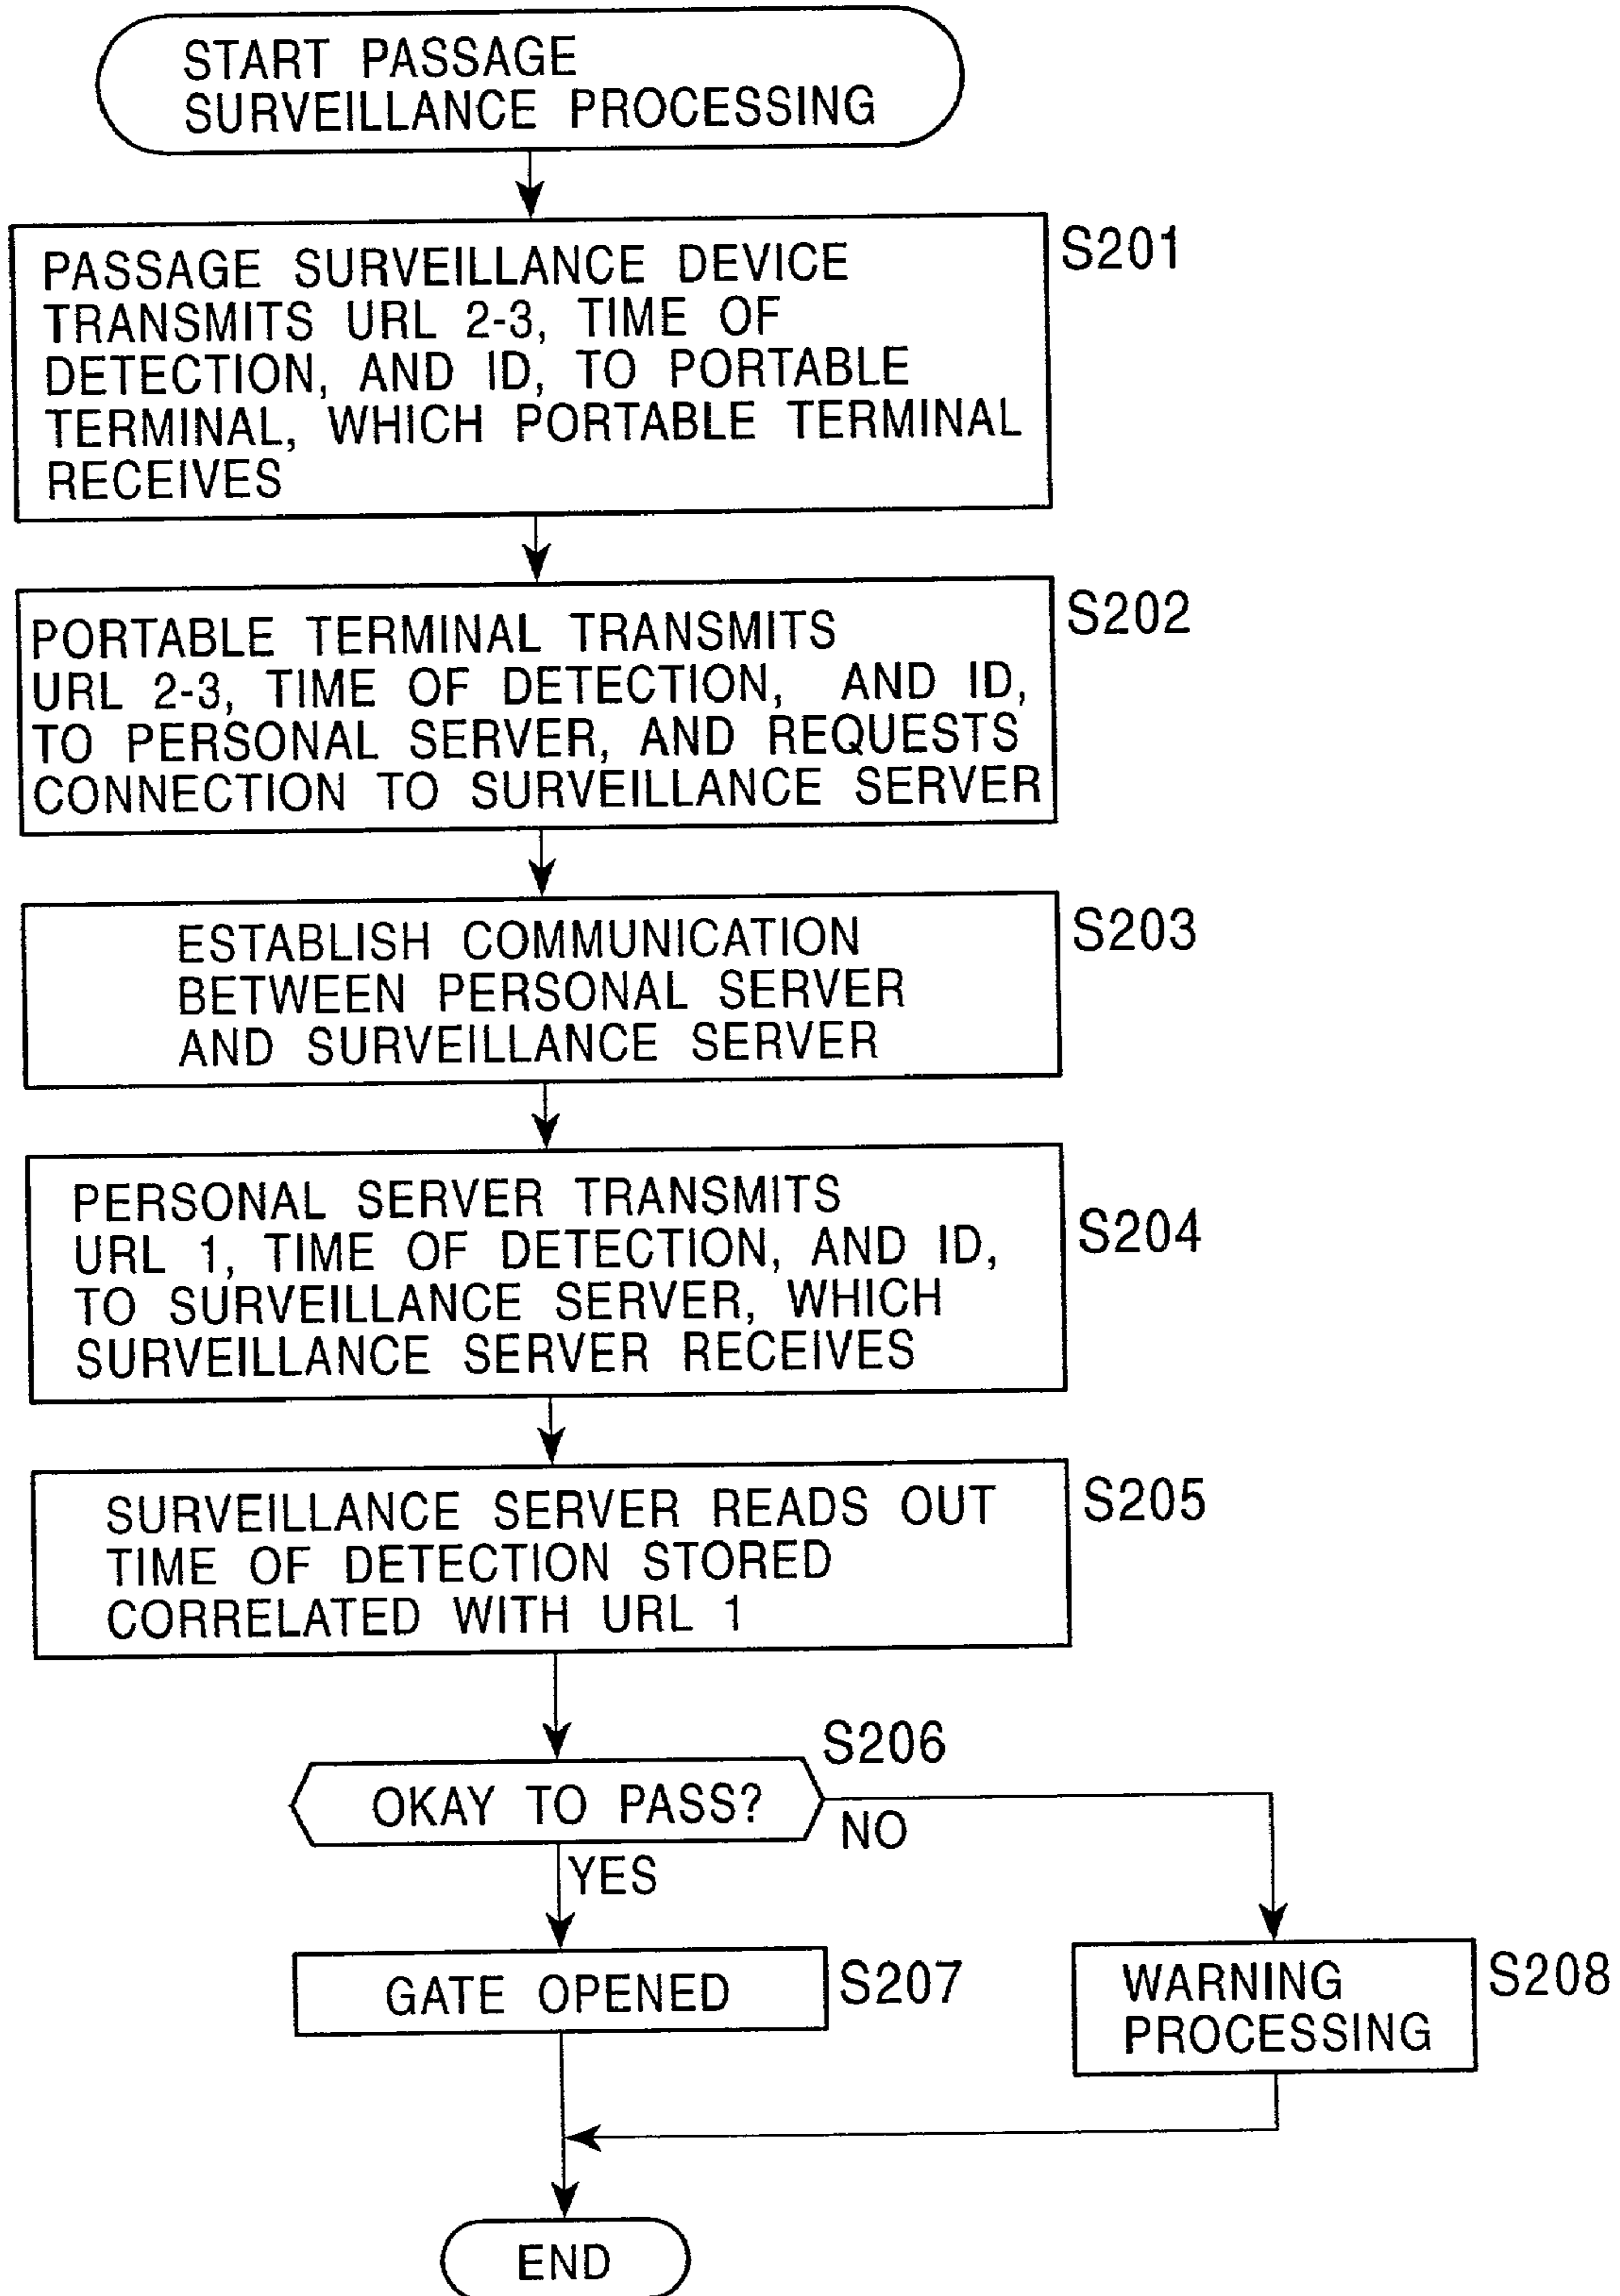 START PASSAGE
SURVEILLANCE PROCESSING
PASSAGE SURVEILLANCE DEVICE
TRANSMITS URL 2-3, TIME OF
DETECTION, AND ID, TO PORTABLE
TERMINAL, WHICH PORTABLE TERMINAL
RECEIVES
S201
PORTABLE TERMINAL TRANSMITS
URL 2-3, TIME OF DETECTION, AND ID,
TO PERSONAL SERVER, AND REQUESTS
CONNECTION TO SURVEILLANCE SERVER
S202
ESTABLISH COMMUNICATION
BETWEEN PERSONAL SERVER
AND SURVEILLANCE SERVER
S203
PERSONAL SERVER TRANSMITS
URL 1, TIME OF DETECTION, AND ID,
TO SURVEILLANCE SERVER, WHICH
SURVEILLANCE SERVER RECEIVES
S204
SURVEILLANCE SERVER READS OUT
TIME OF DETECTION STORED
CORRELATED WITH URL 1
S205
S206
OKAY TO PASS?
NO
YES
GATE OPENED
S207
WARNING
PROCESSING
S208
END